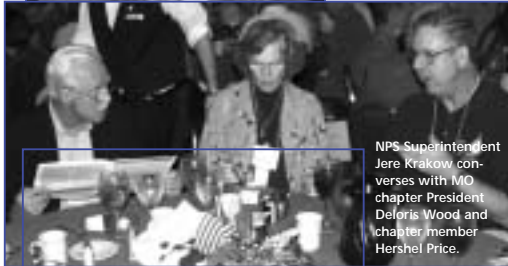 NPS Superintendent
Jere Krakow con-
verses with MO
chapter President
Deloris Wood and
chapter member
Hershel Price.